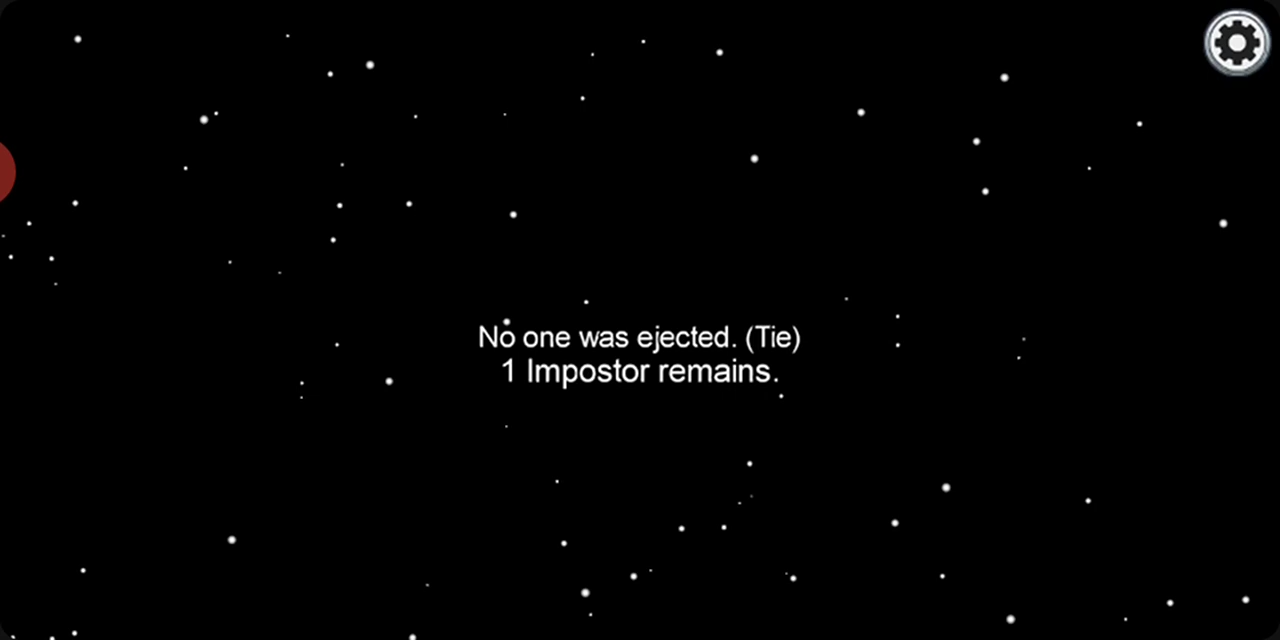 No one was ejected. (Tie)
1 Impostor remains.